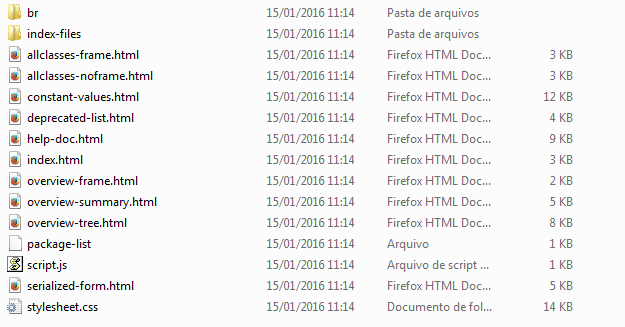 br 15/01/2016 11:14 Pasta de arquivos
index-files 15/01/2016 11:14 Pasta de arquivos
allclasses-frame.html 15/01/2016 11:14 Firefox HTML Doc... 3 KB
allclasses-noframe.html 15/01/2016 11:14 Firefox HTML Doc... 3 KB
constant-values.html 15/01/2016 11:14 Firefox HTML Doc... 12 KB
deprecated-list.html 15/01/2016 11:14 Firefox HTML Doc... 4 KB
help-doc.html 15/01/2016 11:14 Firefox HTML Doc... 9 KB
index.html 15/01/2016 11:14 Firefox HTML Doc... 3 KB
overview-frame.html 15/01/2016 11:14 Firefox HTML Doc... 2 KB
overview-summary.html 15/01/2016 11:14 Firefox HTML Doc... 5 KB
overview-tree.html 15/01/2016 11:14 Firefox HTML Doc... 8 KB
package-list 15/01/2016 11:14 Arquivo 1 KB
script.js 15/01/2016 11:14 Arquivo de script ... 1 KB
serialized-form.html 15/01/2016 11:14 Firefox HTML Doc... 5 KB
stylesheet.css 15/01/2016 11:14 Documento de fol... 14 KB